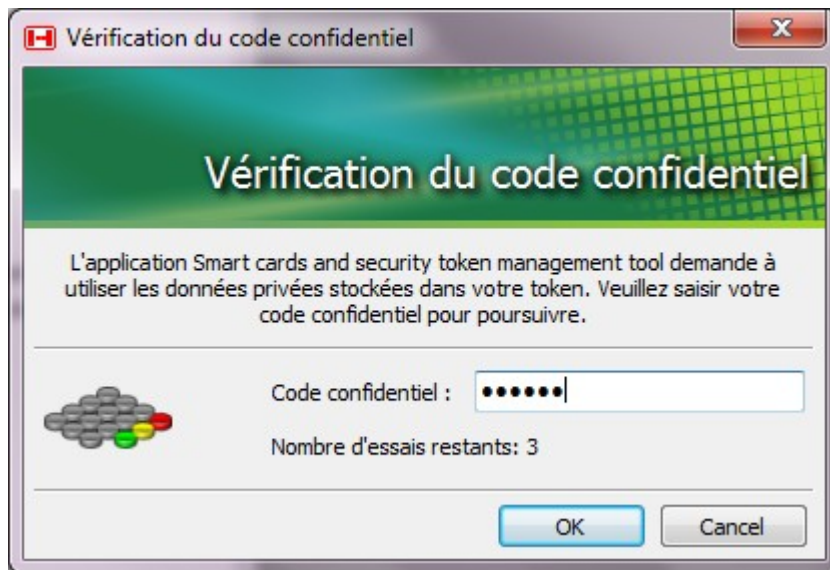 Vérification du code confidentiel
Vérification du code confidentiel
L'application Smart cards and security token management tool demande à
utiliser les données privées stockées dans votre token. Veuillez saisir votre
code confidentiel pour poursuivre.
Code confidentiel : ••••••
Nombre d'essais restants: 3
OK Cancel